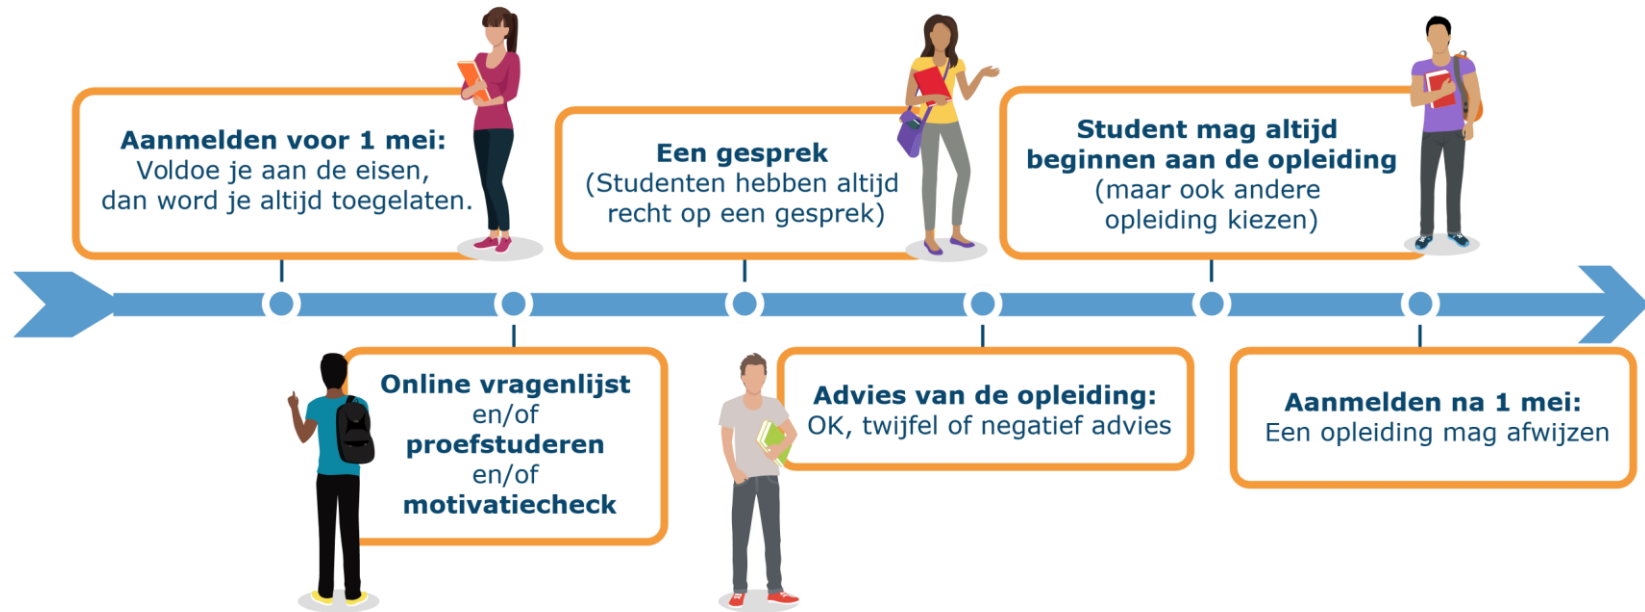 Aanmelden voor 1 mei:
Voldoe je aan de eisen,
dan word je altijd toegelaten.
Online vragenlijst
en/of
proefstuderen
en/of
motivatiecheck
Een gesprek
(Studenten hebben altijd
recht op een gesprek)
Advies van de opleiding:
OK, twijfel of negatief advies
Student mag altijd
beginnen aan de opleiding
(maar ook andere
opleiding kiezen)
Aanmelden na 1 mei:
Een opleiding mag afwijzen